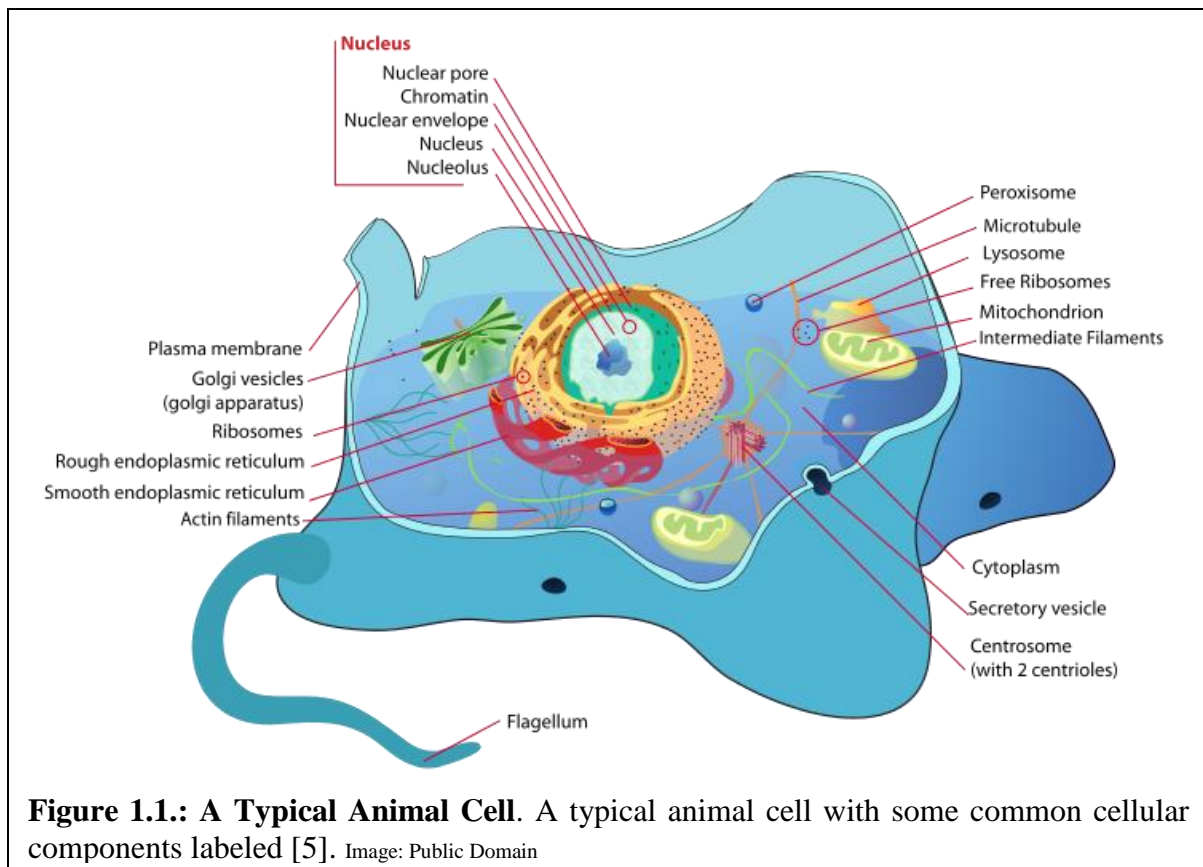 Nucleus
Nuclear pore
Chromatin
Nuclear envelope
Nucleus
Nucleolus
Peroxisome
Microtubule
Lysosome
Free Ribosomes
Mitochondrion
Intermediate Filaments
Plasma membrane
Golgi vesicles
(golgi apparatus)
Ribosomes
Rough endoplasmic reticulum
Smooth endoplasmic reticulum
Actin filaments
Cytoplasm
Secretory vesicle
Centrosome
(with 2 centrioles)
Flagellum
Figure 1.1.: A Typical Animal Cell. A typical animal cell with some common cellular
components labeled [5]. Image: Public Domain